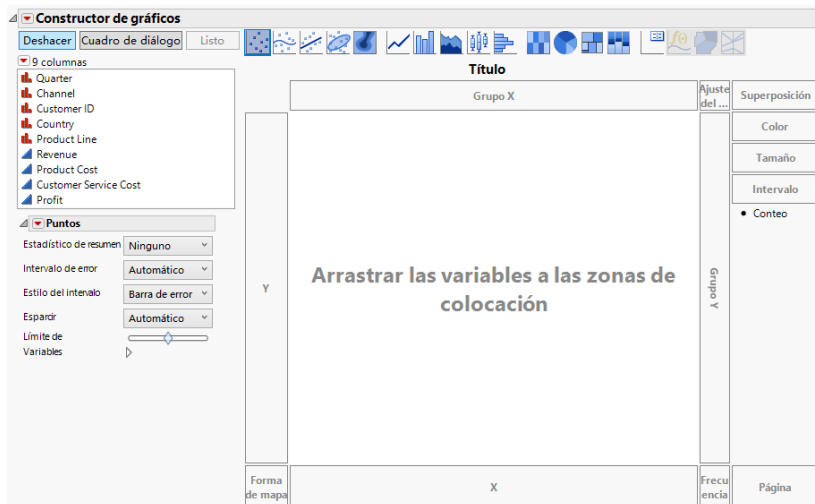 Constructor de gráficos
Deshacer Cuadro de diálogo Listo
9 columnas
Quarter
Channel
Customer ID
Country
Product Line
Revenue
Product Cost
Customer Service Cost
Profit
Puntos
Estadístico de resumen Ninguno
Intervalo de error Automático
Estilo del intervalo Barra de error
Esparcir Automático
Límite de
Variables
Título
Grupo X
Ajuste
del ...
Superposición
Color
Tamaño
Intervalo
Conteo
Y
Arrastrar las variables a las zonas de
colocación
Grupo Y
Forma
de mapa
X
Frecu
encia
Página